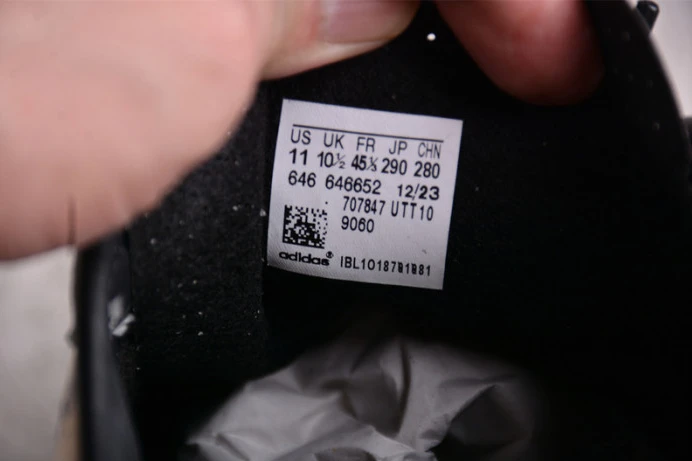 US UK FR JP CHN
11 10½ 45⅓ 290 280
646 646652 12/23
707847 UTT10
9060
adidas®